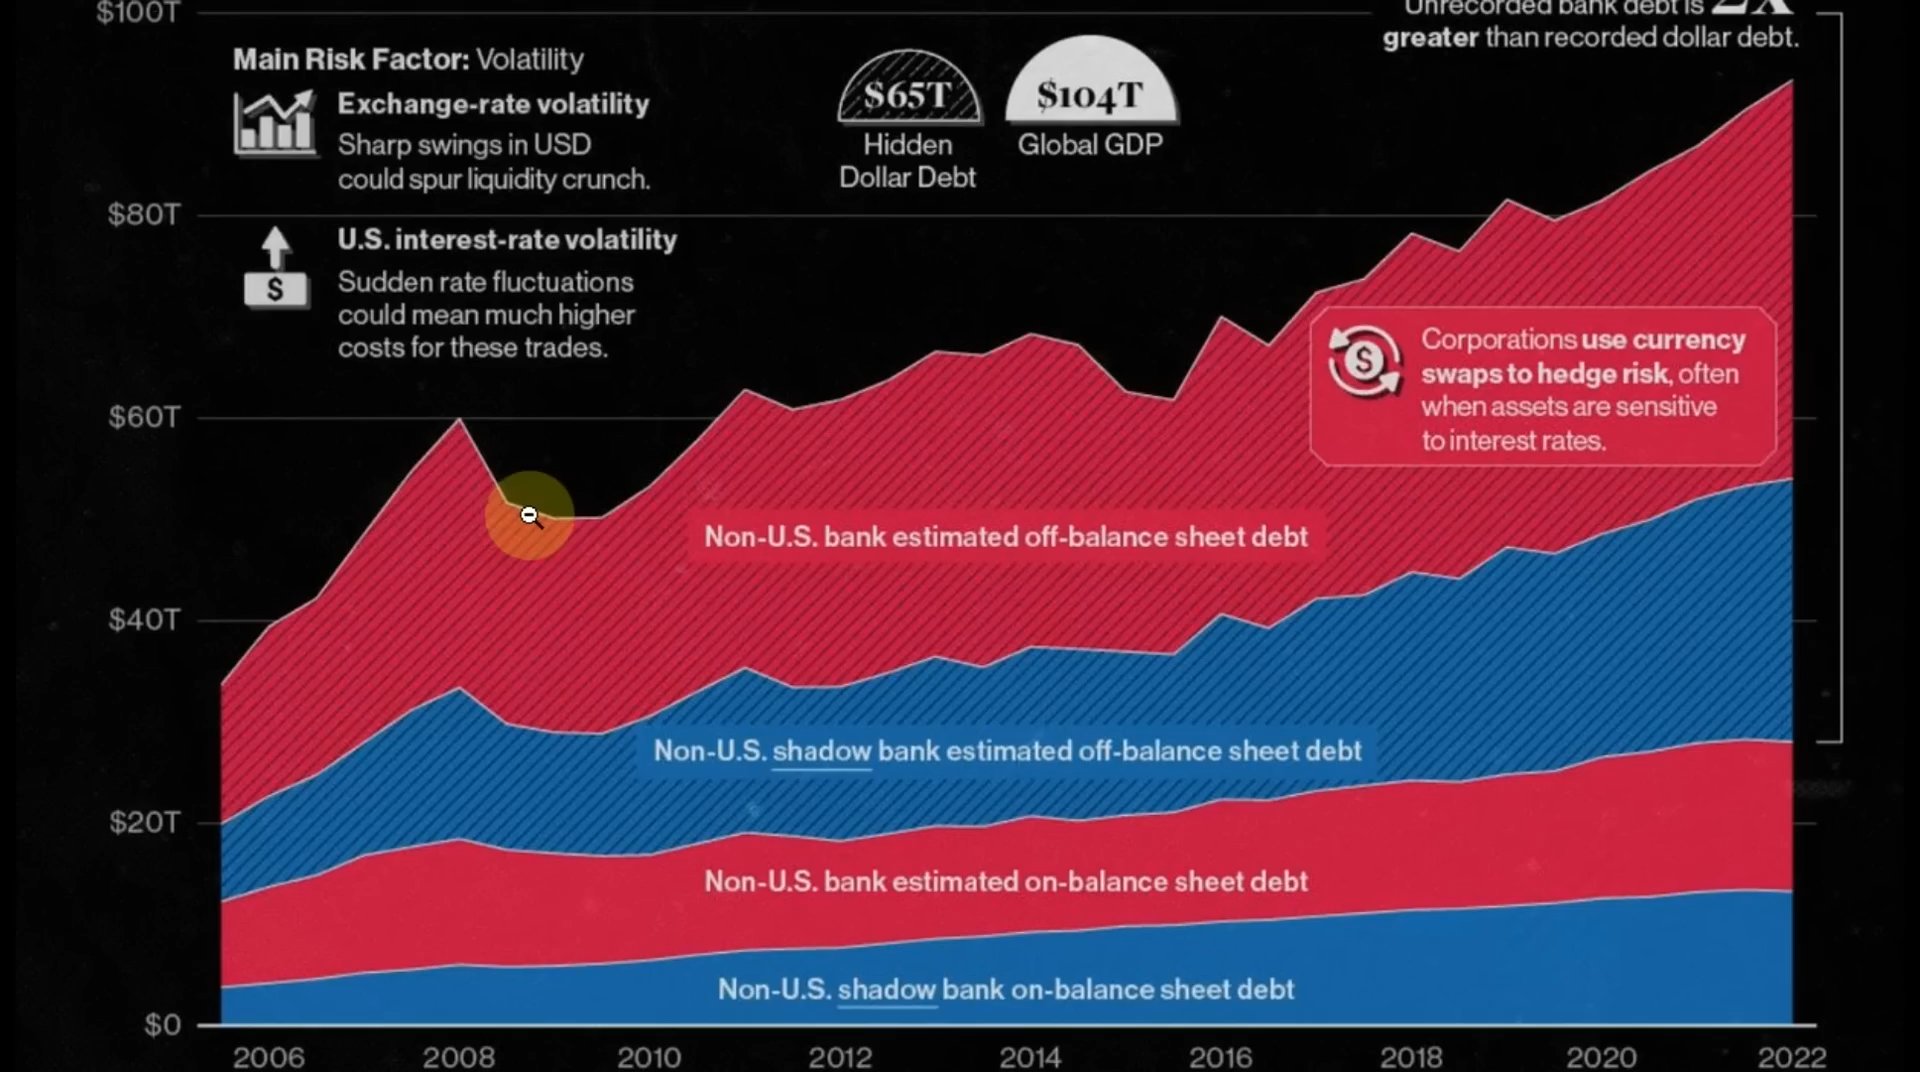 $100T
Unrecorded bank debt is 2X
greater than recorded dollar debt.
Main Risk Factor: Volatility
Exchange-rate volatility
Sharp swings in USD
could spur liquidity crunch.
$65T
Hidden
Dollar Debt
$104T
Global GDP
$80T
U.S. interest-rate volatility
$
Sudden rate fluctuations
could mean much higher
costs for these trades.
$
Corporations use currency
swaps to hedge risk, often
when assets are sensitive
to interest rates.
$60T
Non-U.S. bank estimated off-balance sheet debt
$40T
Non-U.S. shadow bank estimated off-balance sheet debt
$20T
Non-U.S. bank estimated on-balance sheet debt
Non-U.S. shadow bank on-balance sheet debt
$0
2006 2008 2010 2012 2014 2016 2018 2020 2022